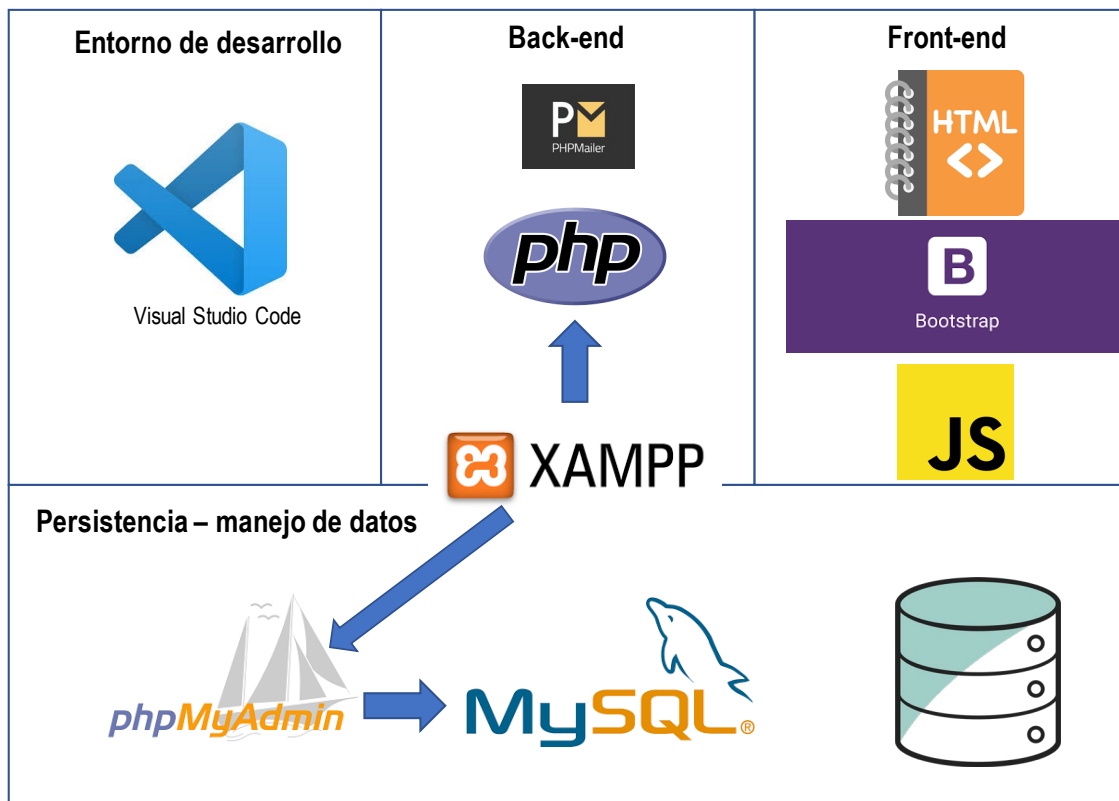 Entorno de desarrollo
Visual Studio Code
Back-end
PM
PHPMailer
php
XAMPP
Front-end
HTML
<>
B
Bootstrap
JS
Persistencia – manejo de datos
phpMyAdmin
MySQL®